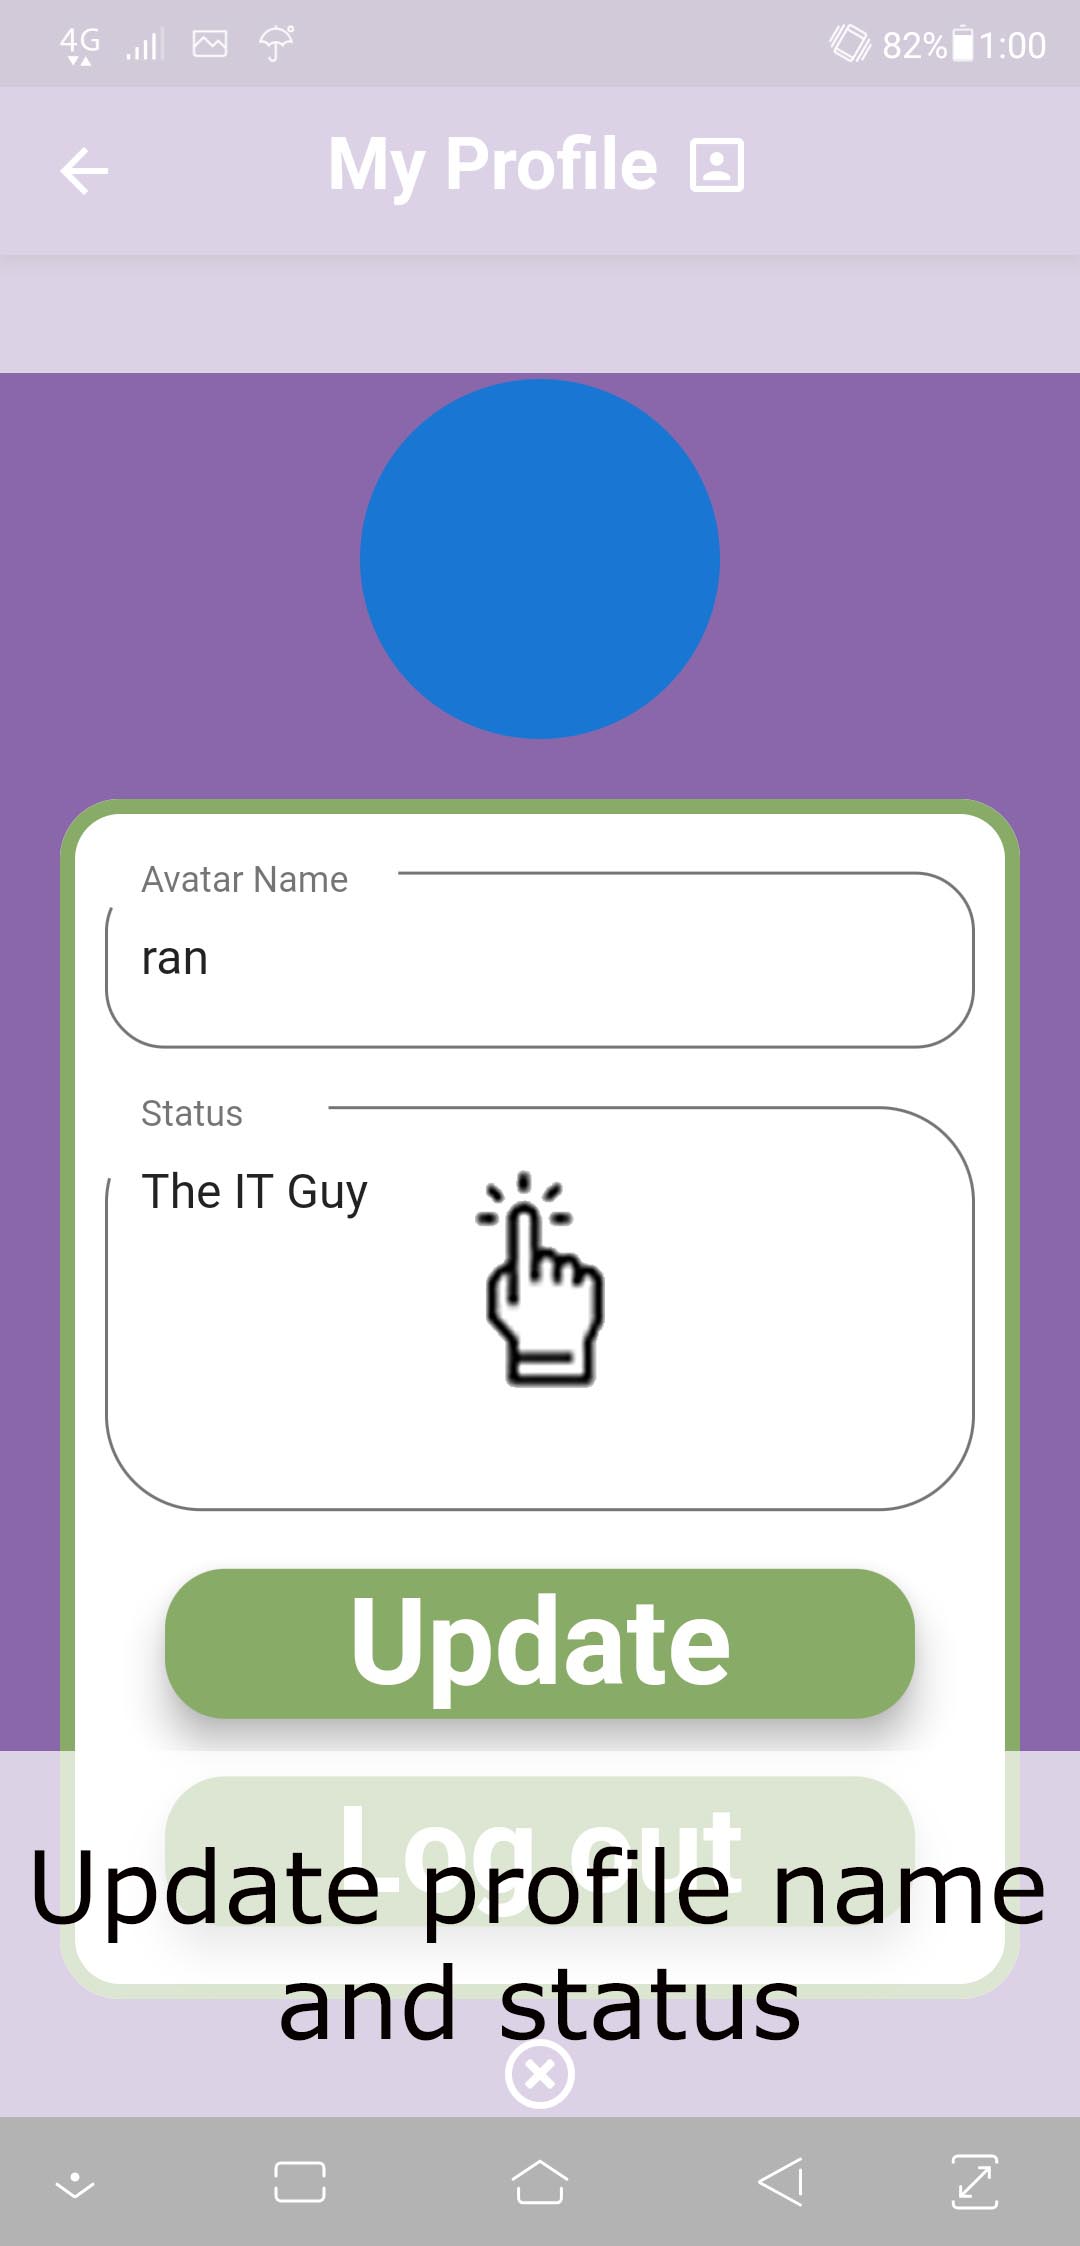 4G 82% 1:00
My Profile
Avatar Name
ran
Status
The IT Guy
Update
Log out
Update profile name
and status